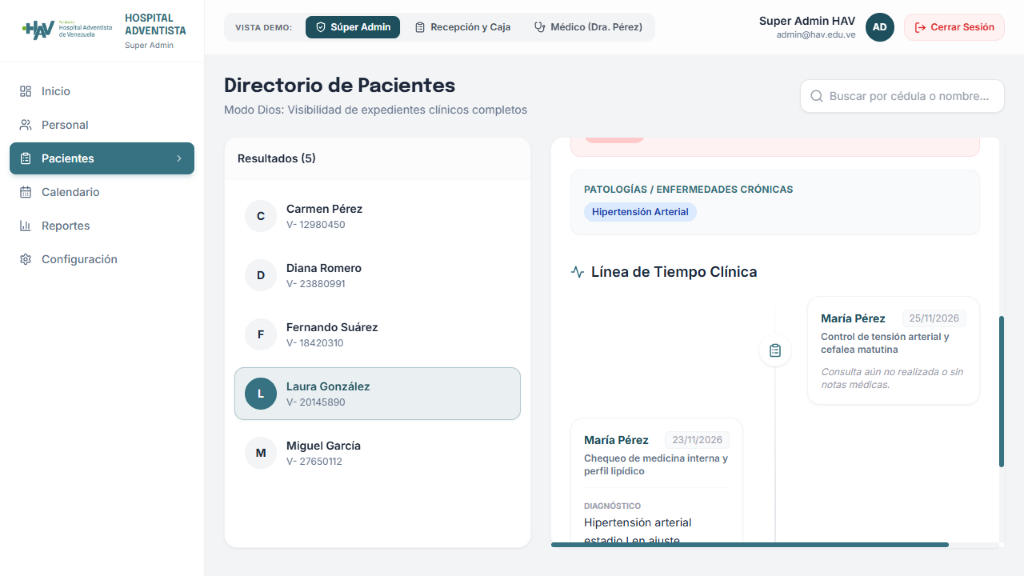 HAV
Hospital Adventista
de Venezuela
HOSPITAL
ADVENTISTA
Super Admin
VISTA DEMO:
Súper Admin
Recepción y Caja
Médico (Dra. Pérez)
Super Admin HAV
admin@hav.edu.ve
AD
Cerrar Sesión
Inicio
Personal
Pacientes
Calendario
Reportes
Configuración
Directorio de Pacientes
Modo Dios: Visibilidad de expedientes clínicos completos
Buscar por cédula o nombre...
Resultados (5)
C
Carmen Pérez
V- 12980450
D
Diana Romero
V- 23880991
F
Fernando Suárez
V- 18420310
L
Laura González
V- 20145890
M
Miguel García
V- 27650112
PATOLOGÍAS / ENFERMEDADES CRÓNICAS
Hipertensión Arterial
Línea de Tiempo Clínica
María Pérez 25/11/2026
Control de tensión arterial y
cefalea matutina
Consulta aún no realizada o sin
notas médicas.
María Pérez 23/11/2026
Chequeo de medicina interna y
perfil lipídico
DIAGNÓSTICO
Hipertensión arterial
estadio I en ajuste